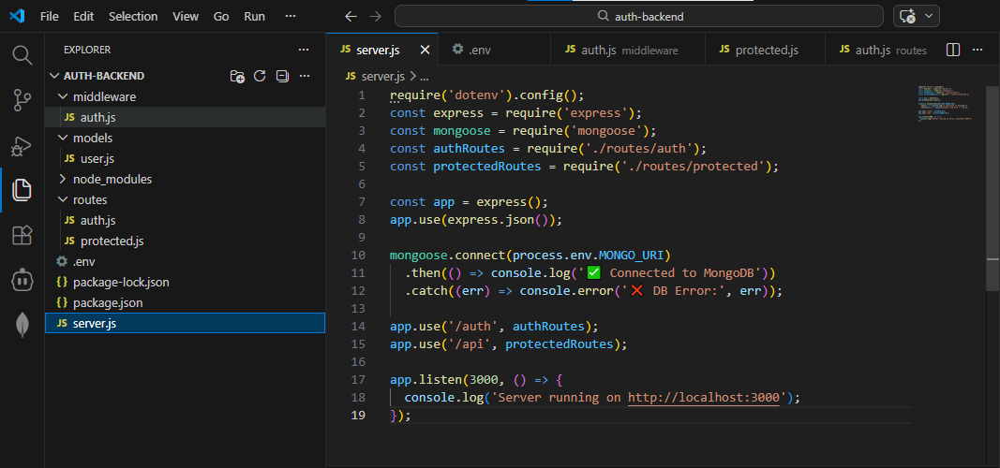 File Edit Selection View Go Run ···
auth-backend
EXPLORER ···
AUTH-BACKEND ···
middleware
JS auth.js
models
JS user.js
node_modules
routes
JS auth.js
JS protected.js
.env
{} package-lock.json
{} package.json
JS server.js
JS server.js .env JS auth.js middleware JS protected.js JS auth.js routes ···
JS server.js > ...
1 require('dotenv').config();
2 const express = require('express');
3 const mongoose = require('mongoose');
4 const authRoutes = require('./routes/auth');
5 const protectedRoutes = require('./routes/protected');
6
7 const app = express();
8 app.use(express.json());
9
10 mongoose.connect(process.env.MONGO_URI)
11 .then(() => console.log('✅ Connected to MongoDB'))
12 .catch((err) => console.error('❌ DB Error:', err));
13
14 app.use('/auth', authRoutes);
15 app.use('/api', protectedRoutes);
16
17 app.listen(3000, () => {
18 console.log('Server running on http://localhost:3000');
19 });